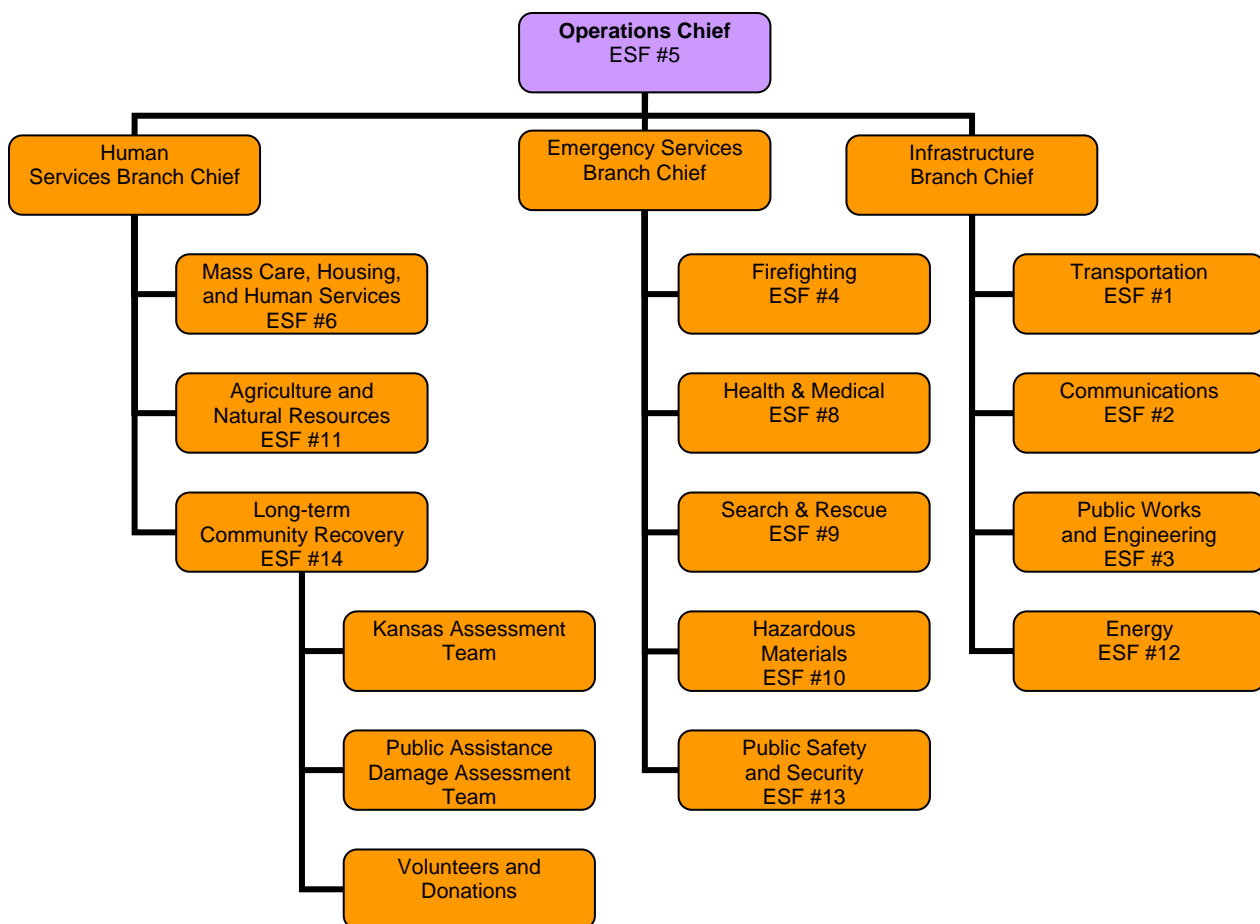 Operations Chief
ESF #5
Human
Services Branch Chief
Emergency Services
Branch Chief
Infrastructure
Branch Chief
Mass Care, Housing,
and Human Services
ESF #6
Agriculture and
Natural Resources
ESF #11
Long-term
Community Recovery
ESF #14
Kansas Assessment
Team
Public Assistance
Damage Assessment
Team
Volunteers and
Donations
Firefighting
ESF #4
Health & Medical
ESF #8
Search & Rescue
ESF #9
Hazardous
Materials
ESF #10
Public Safety
and Security
ESF #13
Transportation
ESF #1
Communications
ESF #2
Public Works
and Engineering
ESF #3
Energy
ESF #12